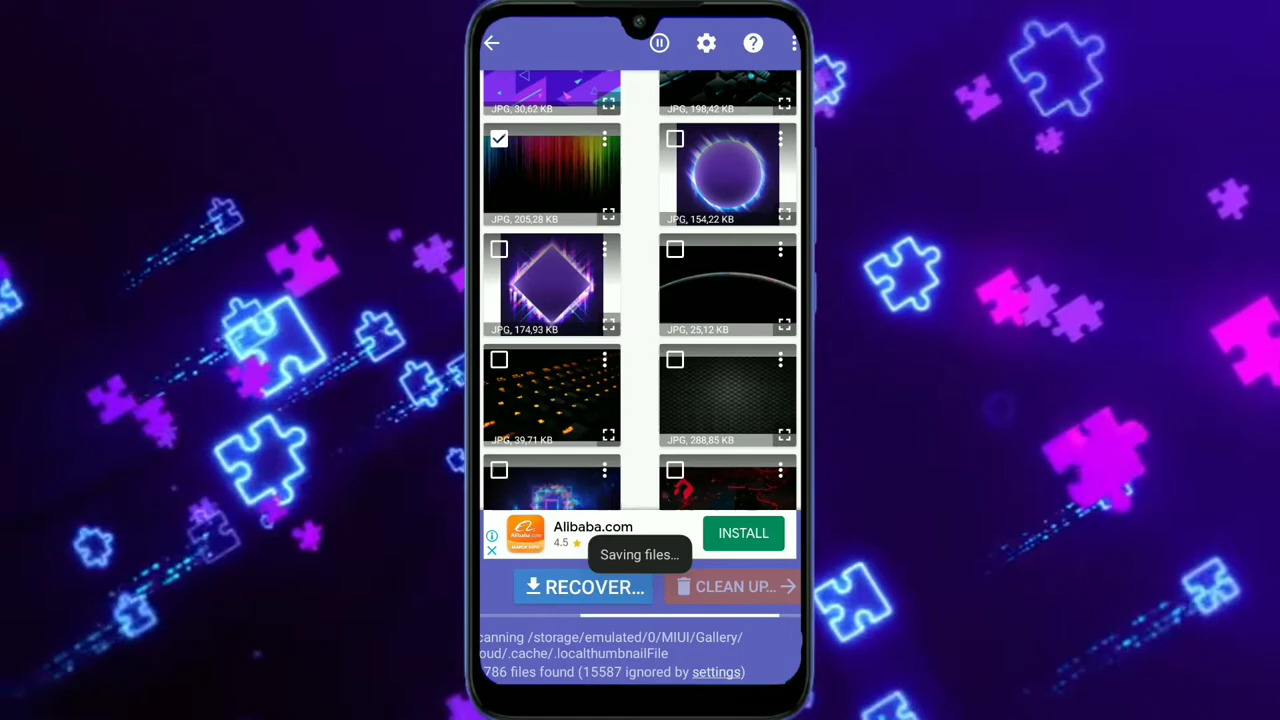 JPG, 30,62 KB
JPG, 198,42 KB
JPG, 205,28 KB
JPG, 154,22 KB
JPG, 174,93 KB
JPG, 25,12 KB
JPG, 39,71 KB
JPG, 288,85 KB
Alibaba.com
4.5 ★
INSTALL
Saving files…
RECOVER…
CLEAN UP…
canning /storage/emulated/0/MIUI/Gallery/
oud/.cache/.localthumbnailFile
786 files found (15587 ignored by settings)